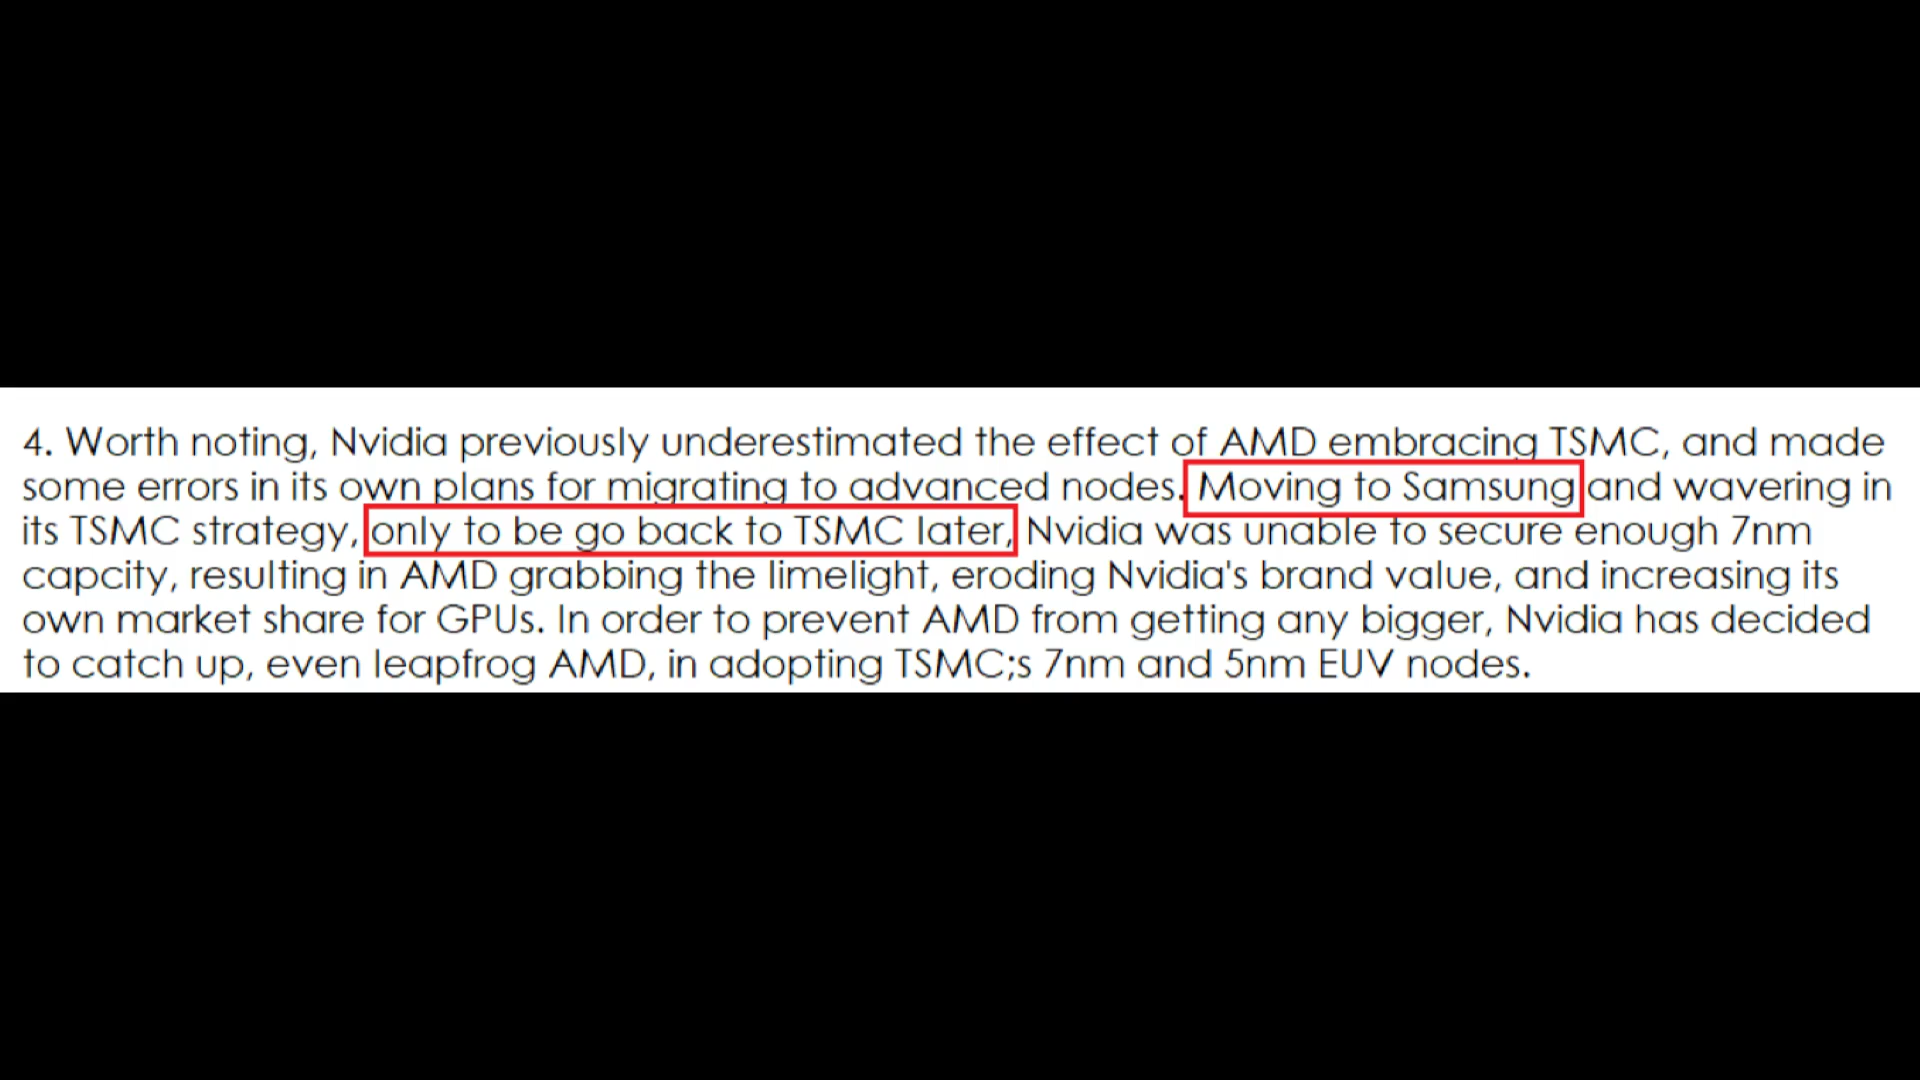 4. Worth noting, Nvidia previously underestimated the effect of AMD embracing TSMC, and made
some errors in its own plans for migrating to advanced nodes. Moving to Samsung and wavering in
its TSMC strategy, only to be go back to TSMC later, Nvidia was unable to secure enough 7nm
capcity, resulting in AMD grabbing the limelight, eroding Nvidia's brand value, and increasing its
own market share for GPUs. In order to prevent AMD from getting any bigger, Nvidia has decided
to catch up, even leapfrog AMD, in adopting TSMC;s 7nm and 5nm EUV nodes.